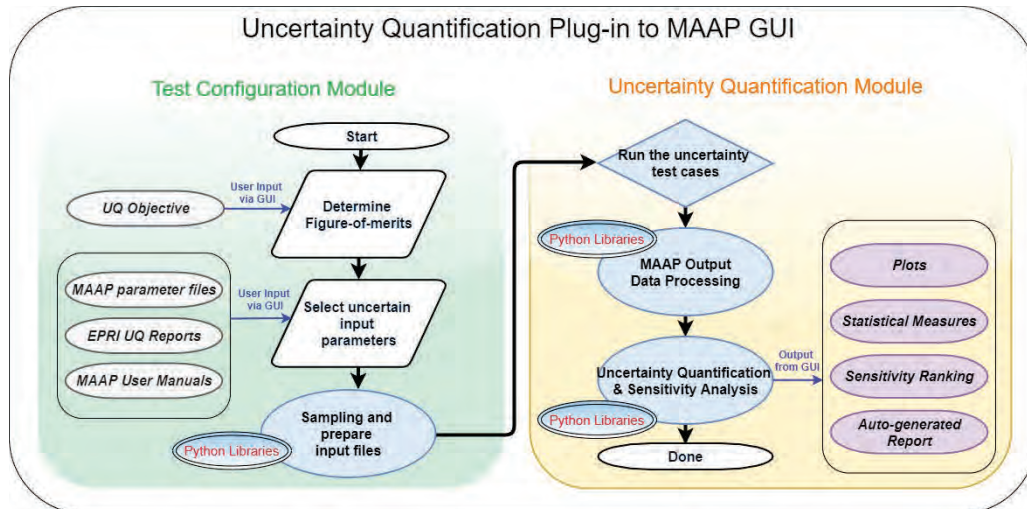 Uncertainty Quantification Plug-in to MAAP GUI
Test Configuration Module
Start
UQ Objective
User Input
via GUI
Determine
Figure-of-merits
MAAP parameter files
EPRI UQ Reports
MAAP User Manuals
User Input
via GUI
Select uncertain
input
parameters
Sampling and
prepare
input files
Python Libraries
Uncertainty Quantification Module
Run the uncertainty
test cases
Python Libraries
MAAP Output
Data Processing
Uncertainty Quantification
& Sensitivity Analysis
Python Libraries
Output
from GUI
Done
Plots
Statistical Measures
Sensitivity Ranking
Auto-generated
Report